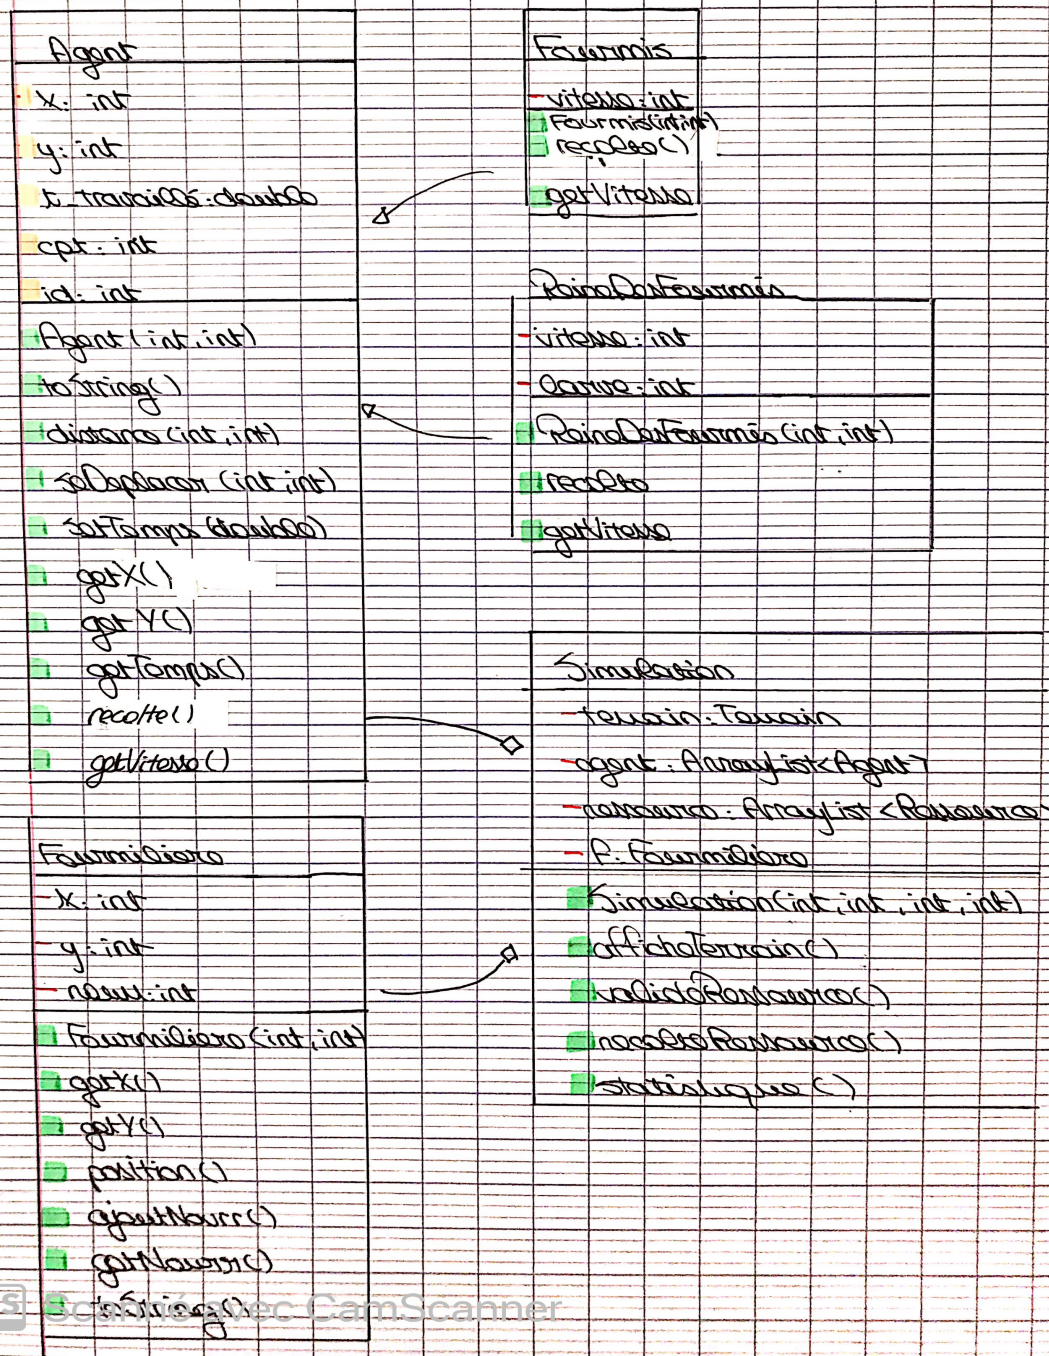 Agent
x: int
y: int
t_travaillé: double
cpt: int
id: int
Agent(int,int)
toString()
distance(int,int)
seDeplacer(int,int)
setTemps(double)
getX()
getY()
getTemps()
recolte()
getVitesse()
Fourmis
-vitesse:int
Fourmis(int,int)
recolte()
getVitesse
ReineDesFourmis
-vitesse:int
-larve:int
ReineDesFourmis(int,int)
recolte
getVitesse
Simulation
-terrain:Terrain
-agent:ArrayList<Agent>
-ressource:ArrayList<Ressource>
-f:Fourmiliere
Simulation(int,int,int,int)
afficheTerrain()
valideRessource()
recolteRessource()
statistique()
Fourmiliere
-x:int
-y:int
-nourr:int
Fourmiliere(int,int)
getX()
getY()
position()
ajoutNourr()
getNourr()
toString()
S Scanné avec CamScanner